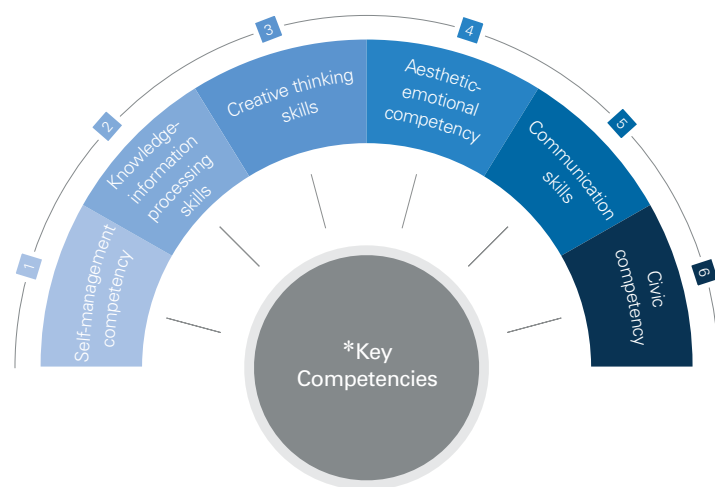 1
Self-management
competency
2
Knowledge-
information
processing
skills
3
Creative thinking
skills
4
Aesthetic-
emotional
competency
5
Communication
skills
6
Civic
competency
*Key
Competencies